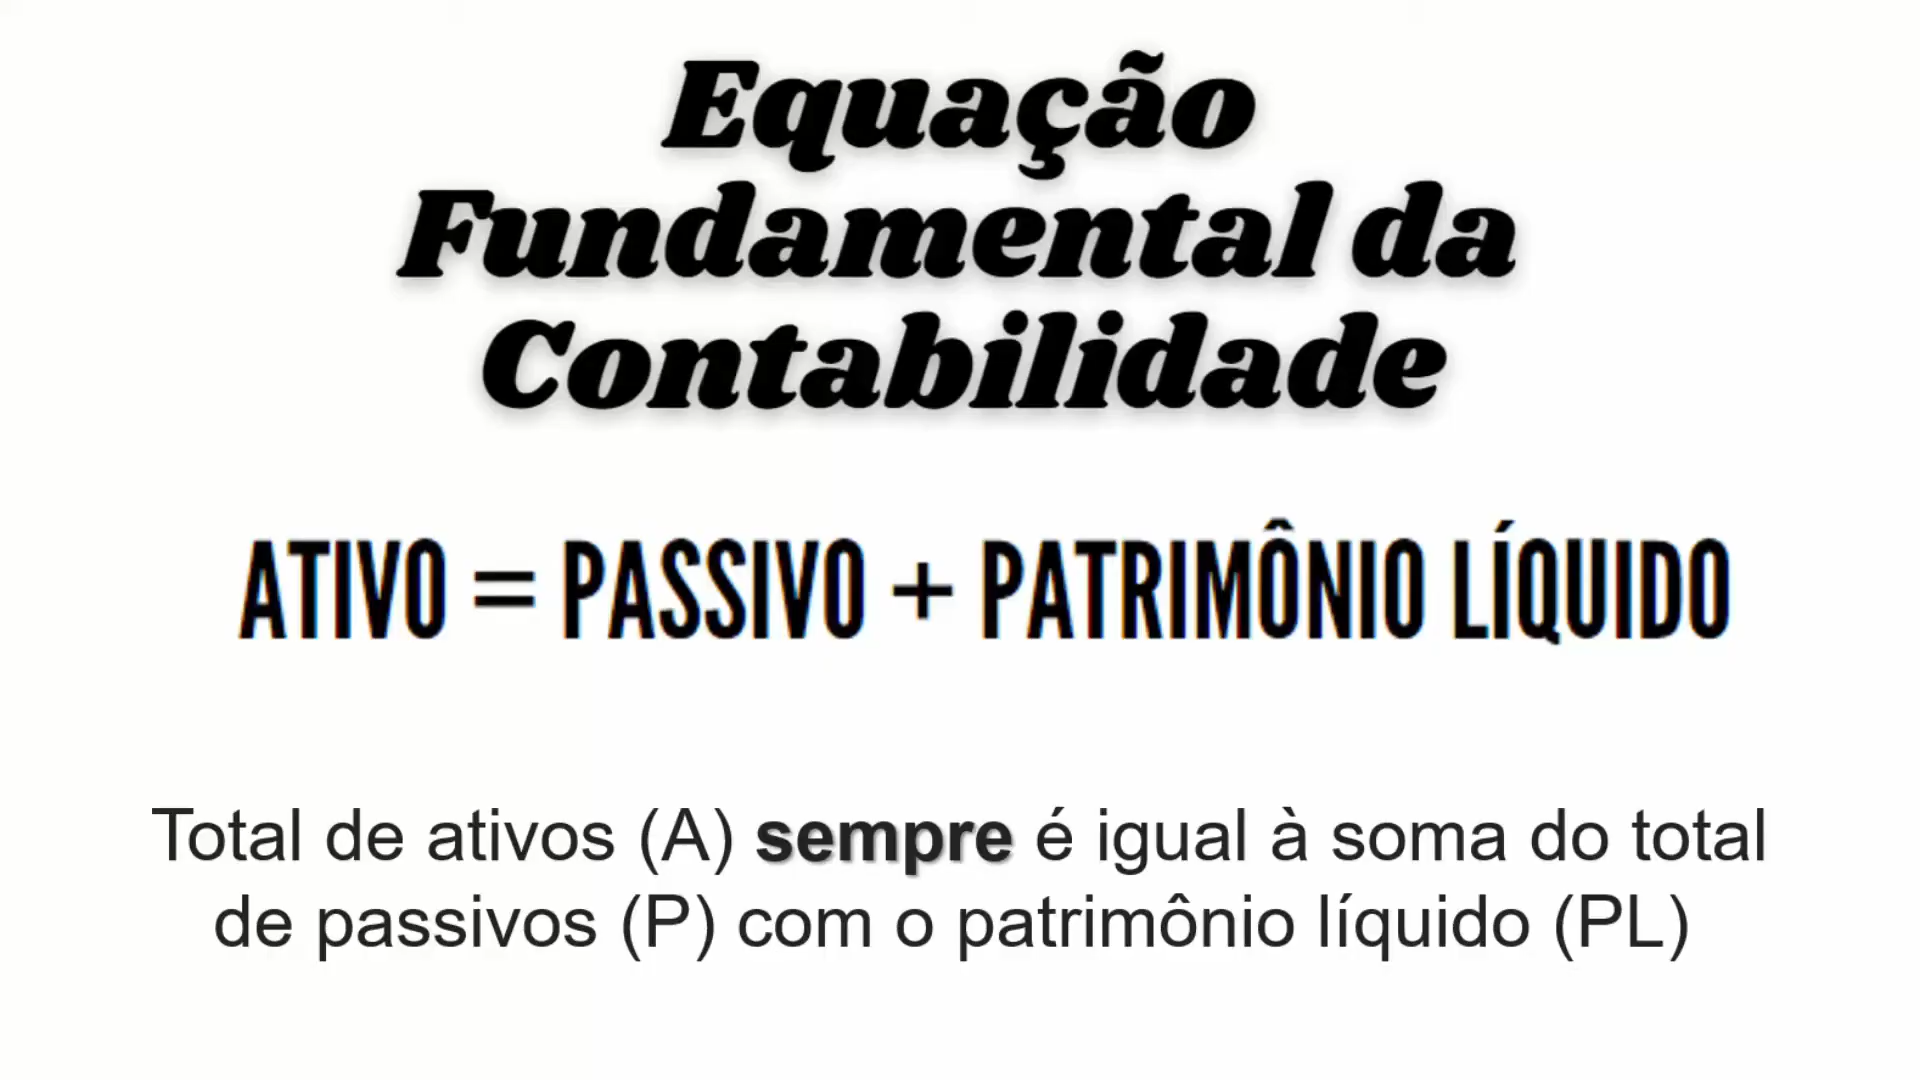 Equação
Fundamental da
Contabilidade
ATIVO = PASSIVO + PATRIMÔNIO LÍQUIDO
Total de ativos (A) sempre é igual à soma do total
de passivos (P) com o patrimônio líquido (PL)